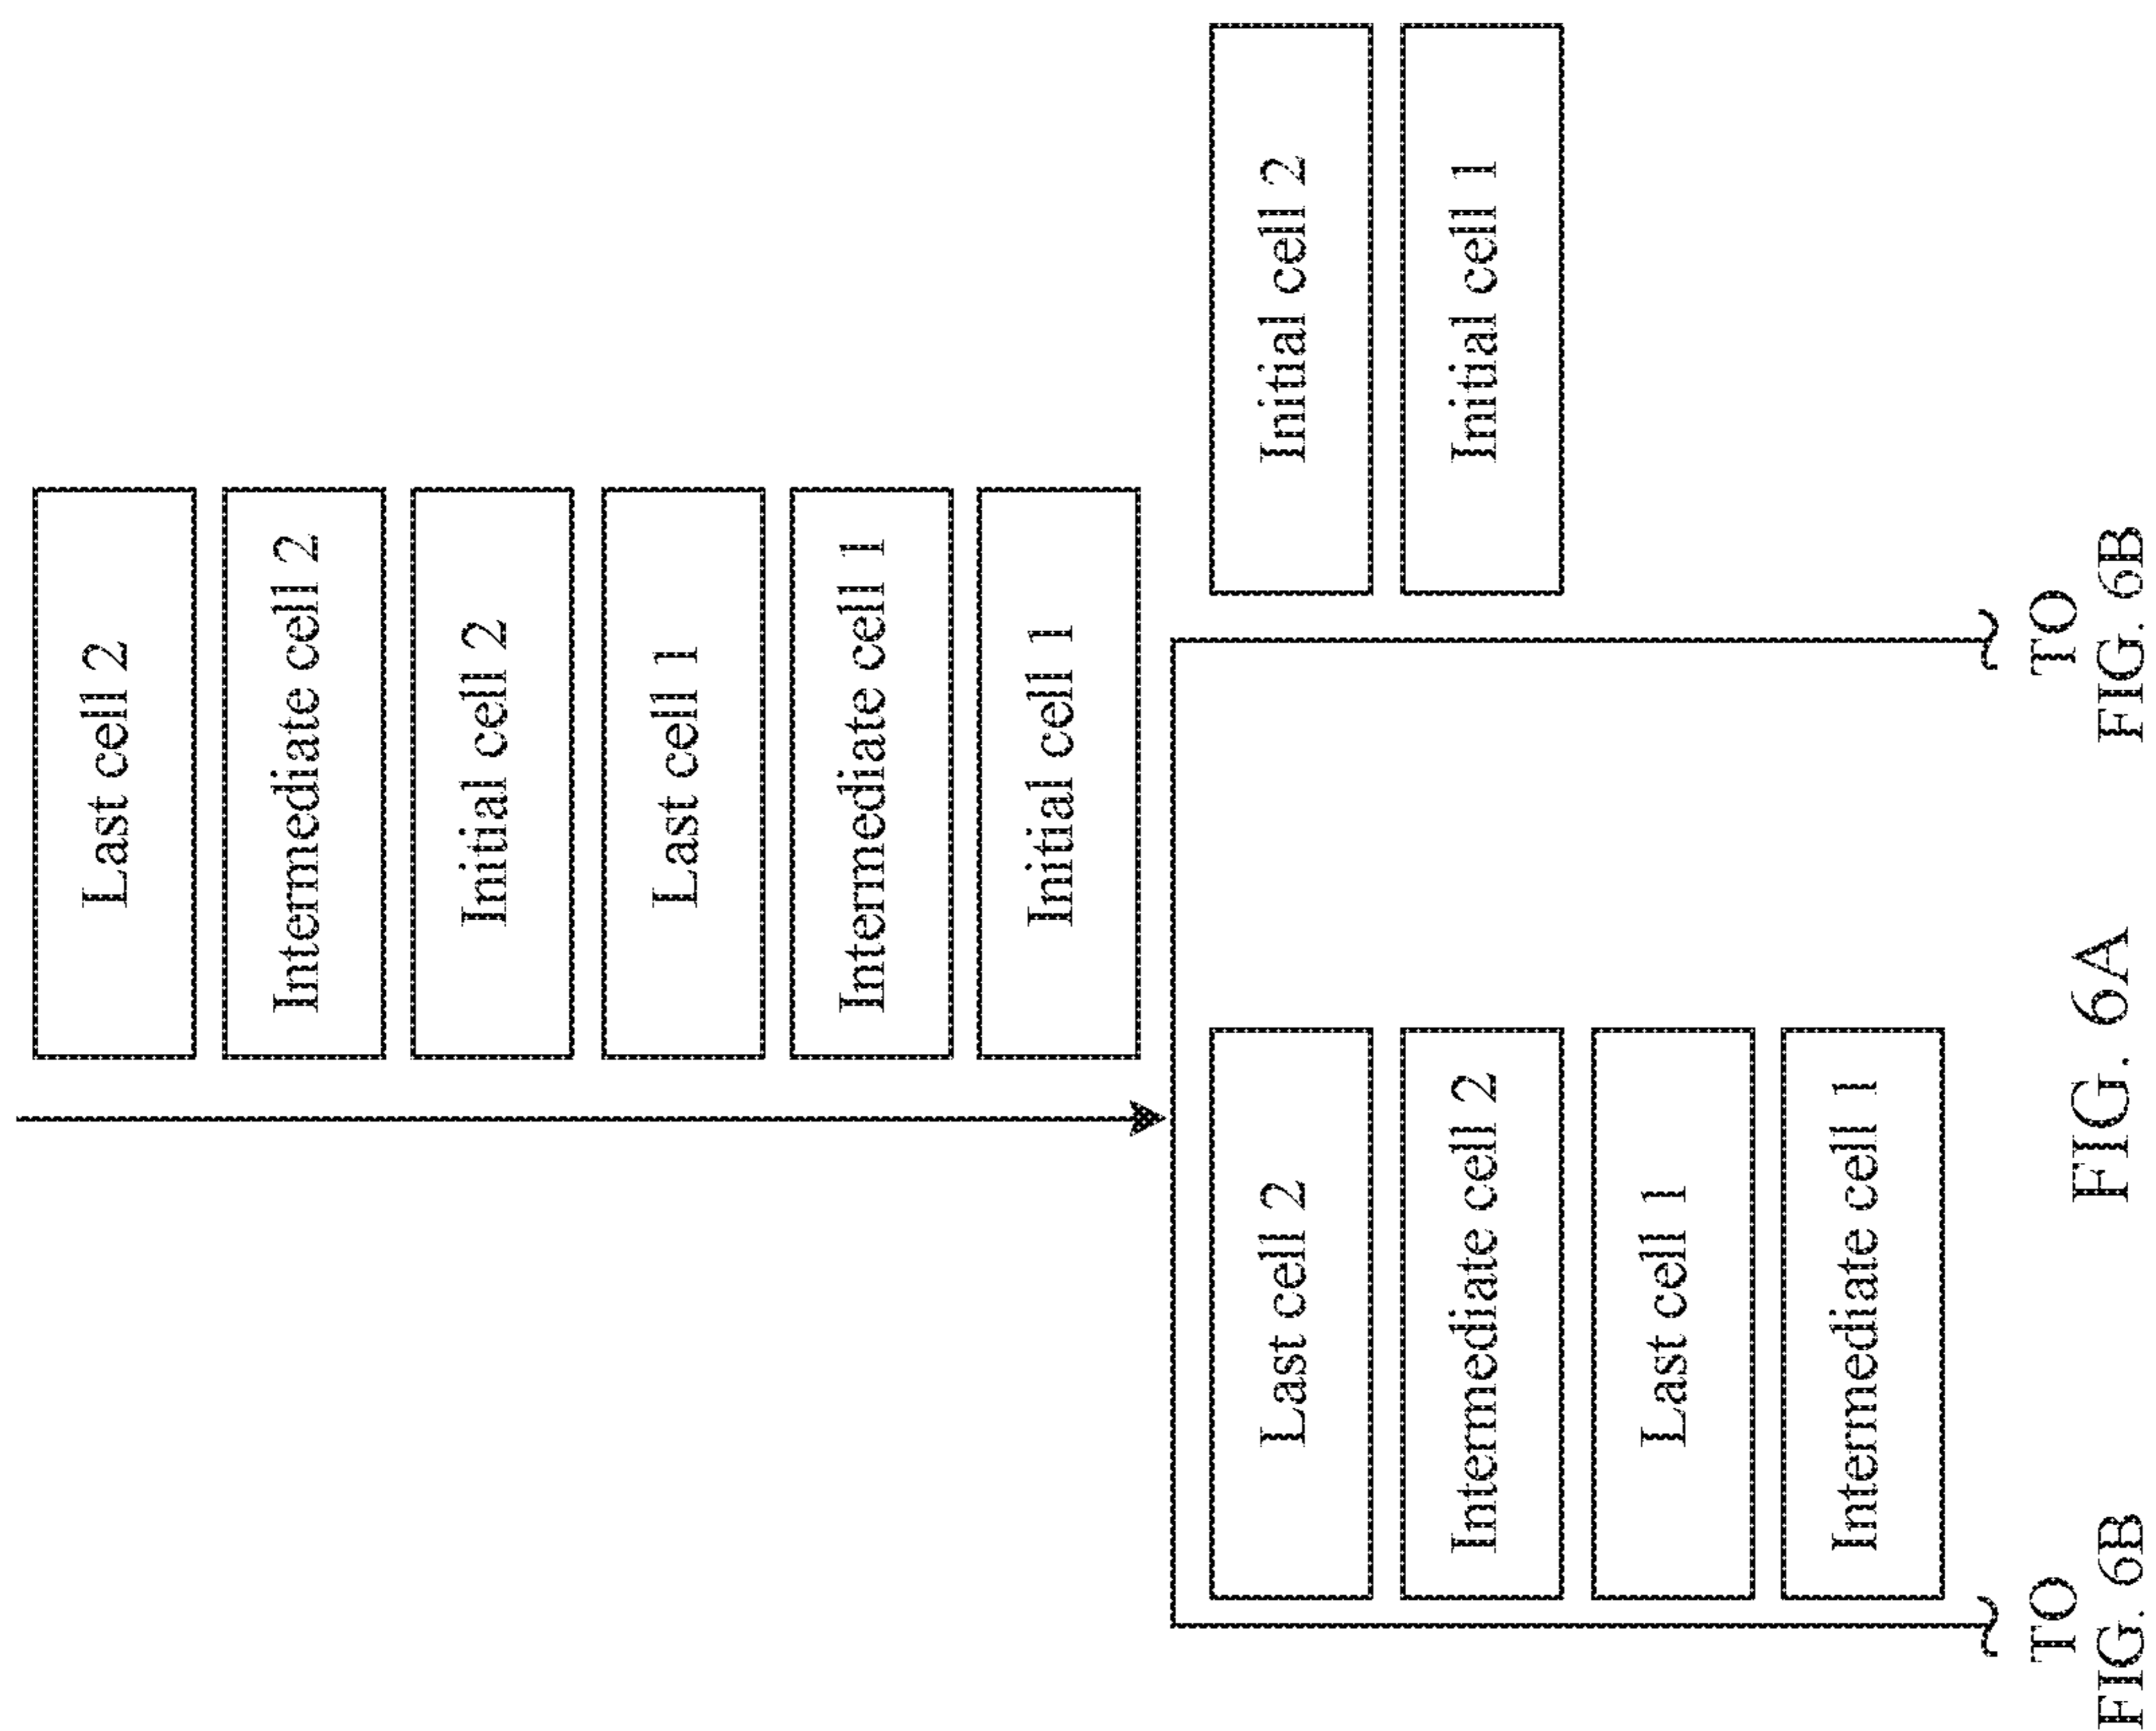 Last cell 2
Intermediate cell 2
Initial cell 2
Last cell 1
Intermediate cell 1
Initial cell 1
Initial cell 2
Initial cell 1
TO
FIG. 6B
Last cell 2
Intermediate cell 2
Last cell 1
Intermediate cell 1
TO
FIG. 6B
FIG. 6A